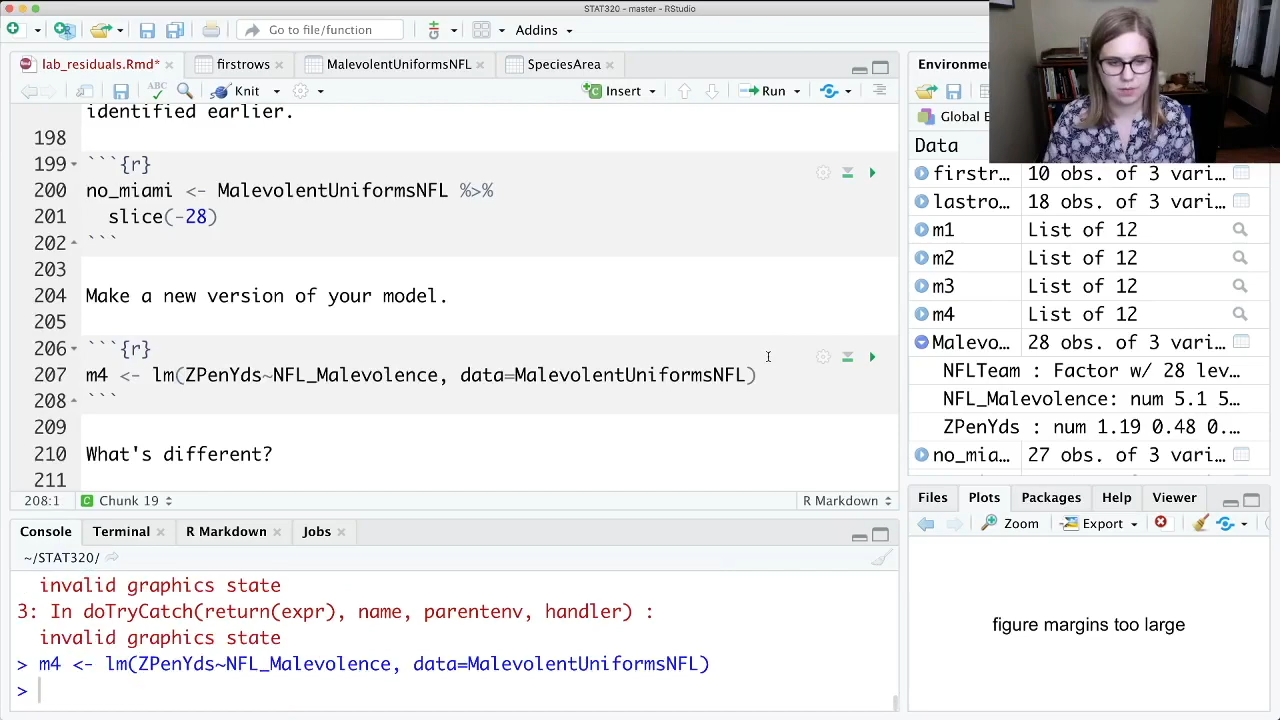 STAT320 - master - RStudio
Go to file/function
Addins
lab_residuals.Rmd*
firstrows
MalevolentUniformsNFL
SpeciesArea
ABC
Knit
Insert
Run
identified earlier.
198
199 ```{r}
200 no_miami <- MalevolentUniformsNFL %>%
201 slice(-28)
202 ```
203
204 Make a new version of your model.
205
206 ```{r}
207 m4 <- lm(ZPenYds~NFL_Malevolence, data=MalevolentUniformsNFL)
208 ```
209
210 What's different?
211
208:1
Chunk 19
R Markdown
Console
Terminal
R Markdown
Jobs
~/STAT320/
invalid graphics state
3: In doTryCatch(return(expr), name, parentenv, handler) :
invalid graphics state
> m4 <- lm(ZPenYds~NFL_Malevolence, data=MalevolentUniformsNFL)
>
Environm
Global E
Data
firstr… 10 obs. of 3 vari…
lastro… 18 obs. of 3 vari…
m1 List of 12
m2 List of 12
m3 List of 12
m4 List of 12
Malevo… 28 obs. of 3 vari…
NFLTeam : Factor w/ 28 lev…
NFL_Malevolence: num 5.1 5…
ZPenYds : num 1.19 0.48 0.…
no_mia… 27 obs. of 3 vari…
Files
Plots
Packages
Help
Viewer
Zoom
Export
figure margins too large